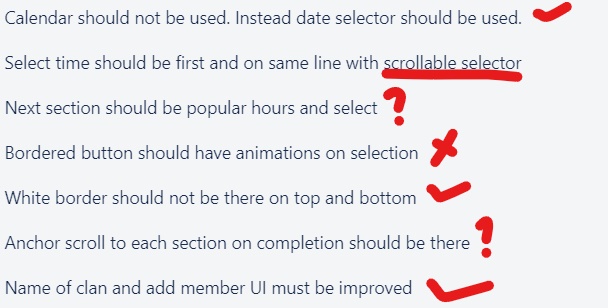 Calendar should not be used. Instead date selector should be used.
Select time should be first and on same line with scrollable selector
Next section should be popular hours and select ?
Bordered button should have animations on selection
White border should not be there on top and bottom
Anchor scroll to each section on completion should be there ?
Name of clan and add member UI must be improved